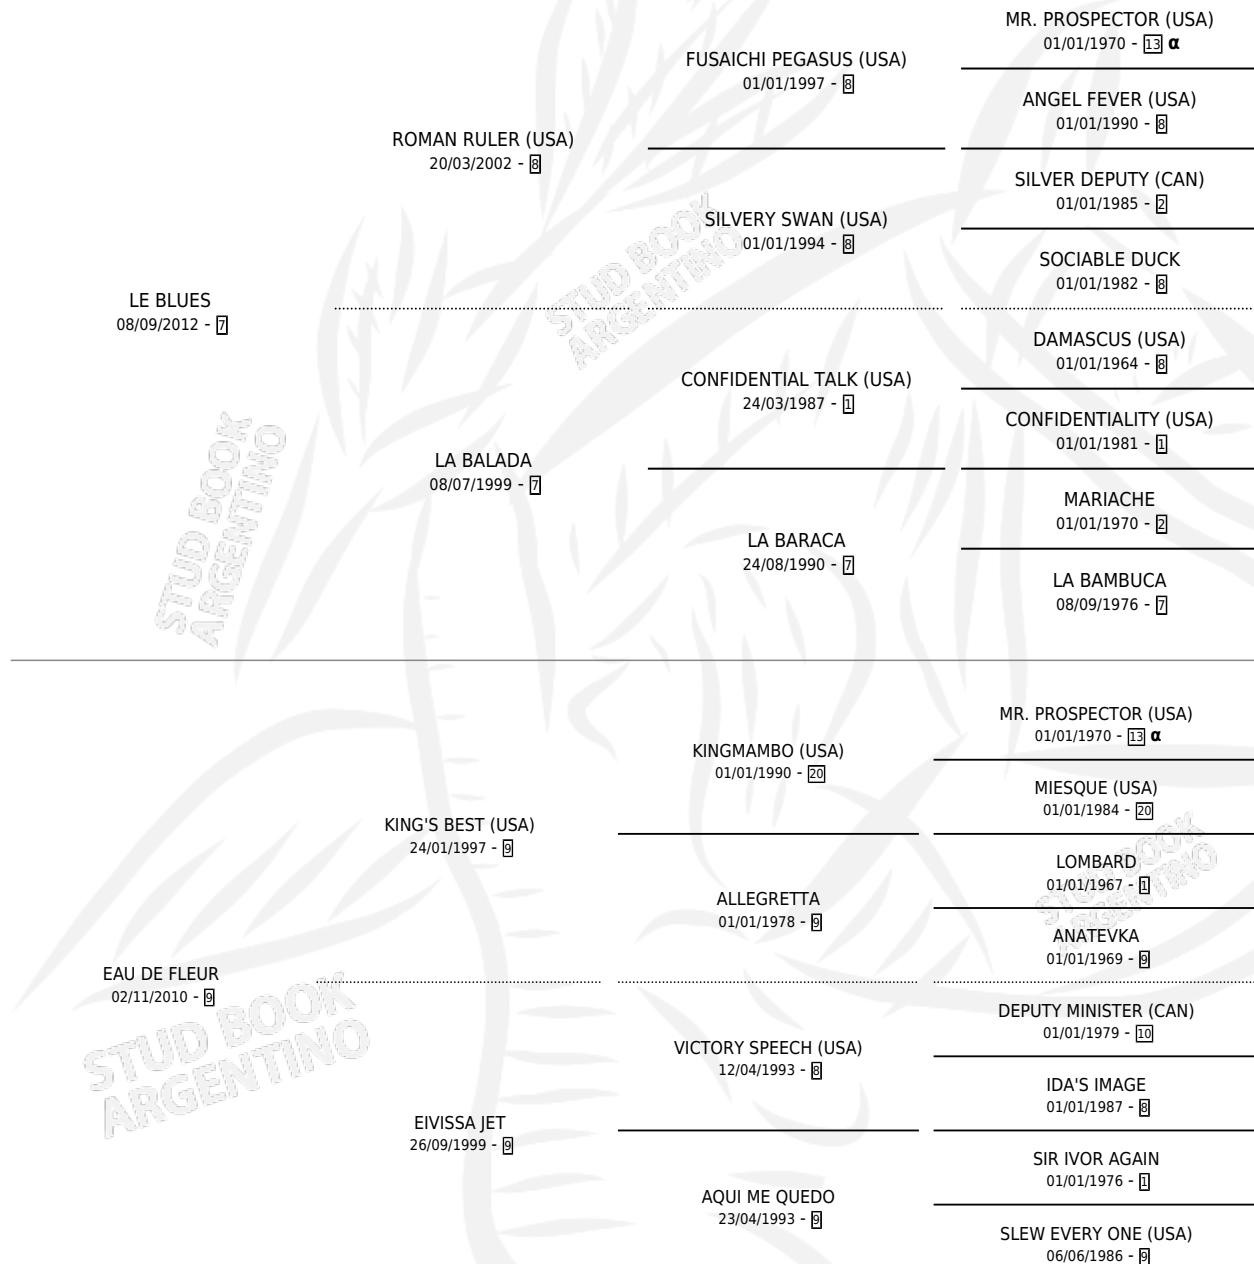 MR. PROSPECTOR (USA)
01/01/1970 - 13 α
FUSAICHI PEGASUS (USA)
01/01/1997 - 8
ANGEL FEVER (USA)
01/01/1990 - 8
ROMAN RULER (USA)
20/03/2002 - 8
SILVER DEPUTY (CAN)
01/01/1985 - 2
SILVERY SWAN (USA)
01/01/1994 - 8
SOCIABLE DUCK
01/01/1982 - 8
LE BLUES
08/09/2012 - 7
DAMASCUS (USA)
01/01/1964 - 8
CONFIDENTIAL TALK (USA)
24/03/1987 - 1
CONFIDENTIALITY (USA)
01/01/1981 - 1
LA BALADA
08/07/1999 - 7
MARIACHE
01/01/1970 - 2
LA BARACA
24/08/1990 - 7
LA BAMBUCA
08/09/1976 - 7
MR. PROSPECTOR (USA)
01/01/1970 - 13 α
KINGMAMBO (USA)
01/01/1990 - 20
MIESQUE (USA)
01/01/1984 - 20
KING'S BEST (USA)
24/01/1997 - 9
LOMBARD
01/01/1967 - 1
ALLEGRETTA
01/01/1978 - 9
ANATEVKA
01/01/1969 - 9
EAU DE FLEUR
02/11/2010 - 9
DEPUTY MINISTER (CAN)
01/01/1979 - 10
VICTORY SPEECH (USA)
12/04/1993 - 8
IDA'S IMAGE
01/01/1987 - 8
EIVISSA JET
26/09/1999 - 9
SIR IVOR AGAIN
01/01/1976 - 1
AQUI ME QUEDO
23/04/1993 - 9
SLEW EVERY ONE (USA)
06/06/1986 - 9
STUD BOOK
ARGENTINO
STUD BOOK
ARGENTINO
STUD BOOK
ARGENTINO
STUD BOOK
ARGENTINO